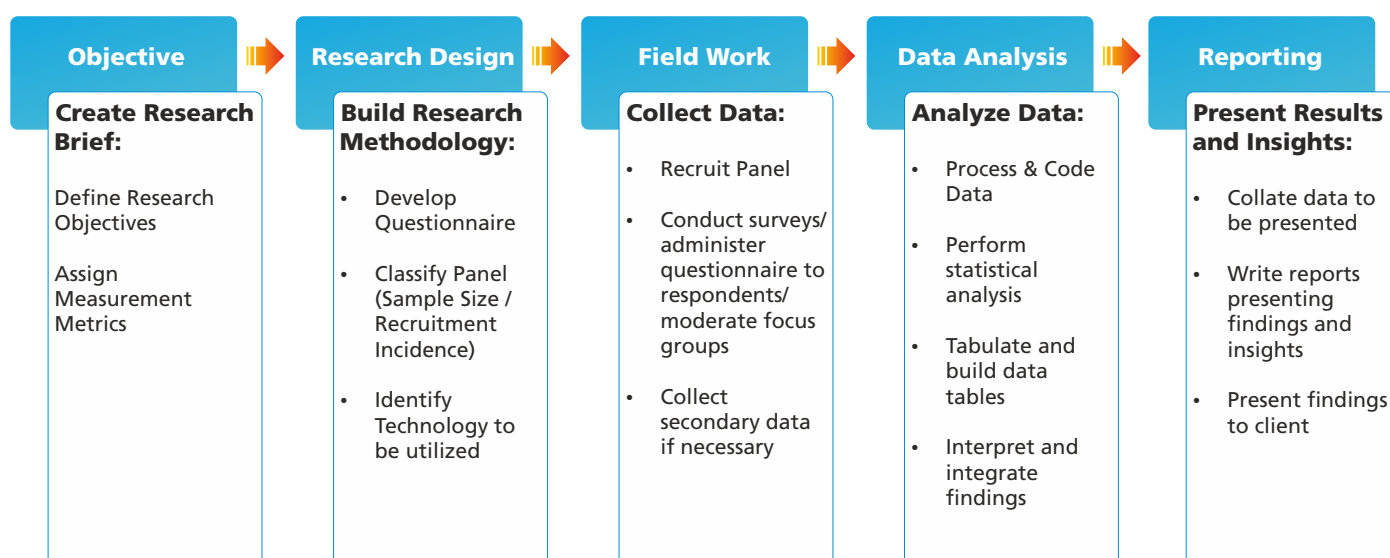 Objective
Create Research
Brief:
Define Research
Objectives
Assign
Measurement
Metrics
Research Design
Build Research
Methodology:
• Develop
Questionnaire
• Classify Panel
(Sample Size /
Recruitment
Incidence)
• Identify
Technology to
be utilized
Field Work
Collect Data:
• Recruit Panel
• Conduct surveys/
administer
questionnaire to
respondents/
moderate focus
groups
• Collect
secondary data
if necessary
Data Analysis
Analyze Data:
• Process & Code
Data
• Perform
statistical
analysis
• Tabulate and
build data
tables
• Interpret and
integrate
findings
Reporting
Present Results
and Insights:
• Collate data to
be presented
• Write reports
presenting
findings and
insights
• Present findings
to client